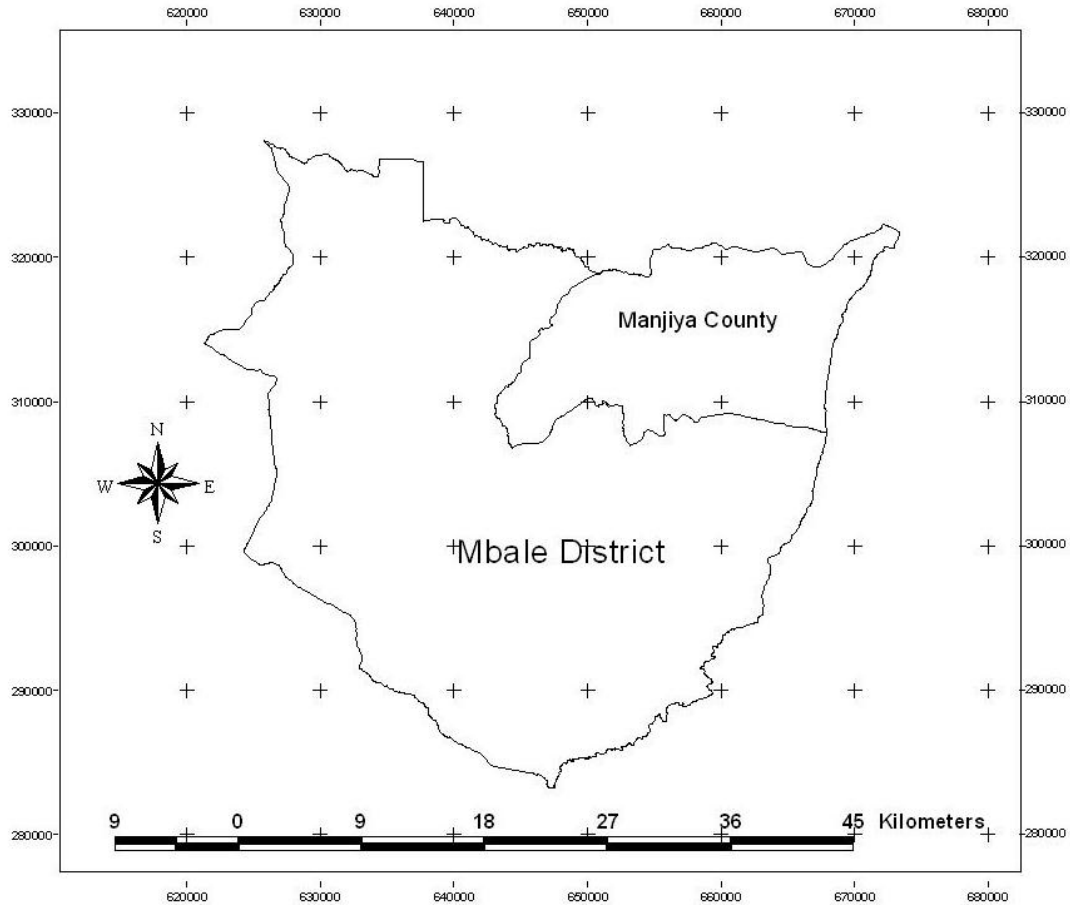 620000 630000 640000 650000 660000 670000 680000
330000 330000
320000 320000
Manjiya County
310000 310000
N
W E
S
300000 300000
Mbale District
290000 290000
9 0 9 18 27 36 45 Kilometers
280000 280000
620000 630000 640000 650000 660000 670000 680000